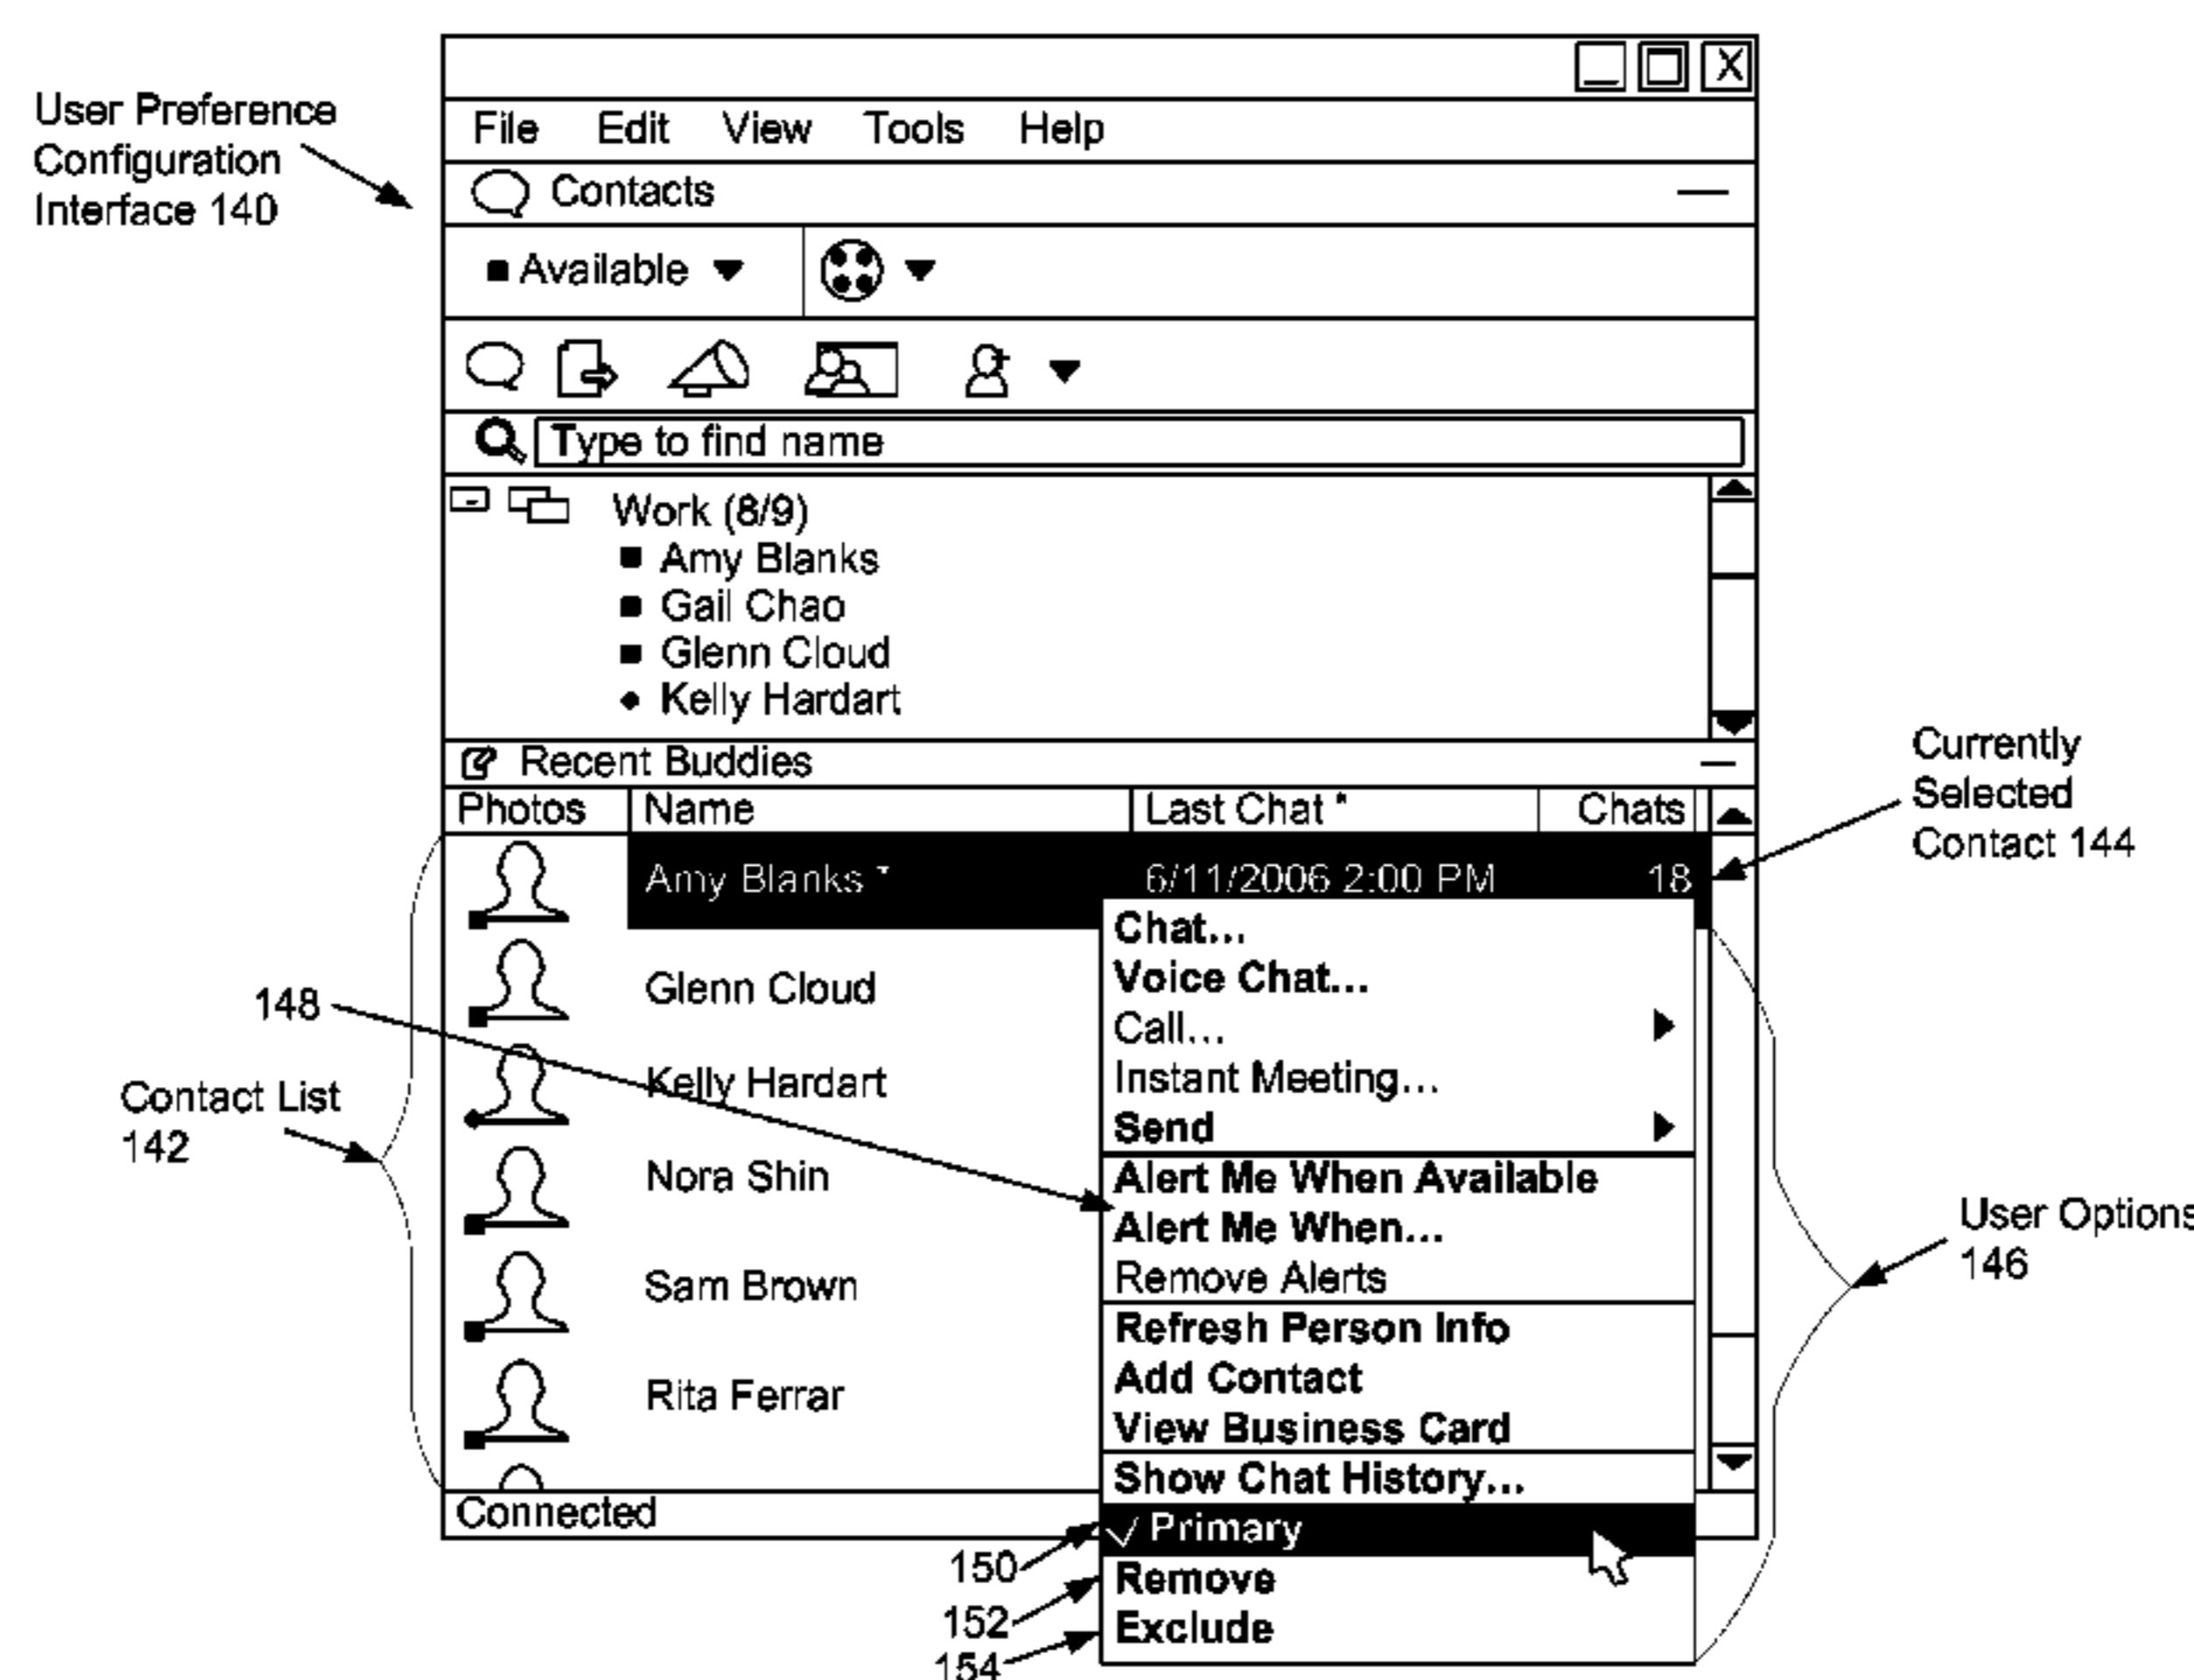 User Preference
Configuration
Interface 140
X
File Edit View Tools Help
Contacts
Available
Type to find name
Work (8/9)
Amy Blanks
Gail Chao
Glenn Cloud
Kelly Hardart
Recent Buddies
Photos Name Last Chat * Chats
Amy Blanks * 6/11/2006 2:00 PM 18
Currently
Selected
Contact 144
Glenn Cloud
Kelly Hardart
Nora Shin
Sam Brown
Rita Ferrar
Connected
148
Contact List
142
Chat...
Voice Chat...
Call...
Instant Meeting...
Send
Alert Me When Available
Alert Me When...
Remove Alerts
Refresh Person Info
Add Contact
View Business Card
Show Chat History...
Primary
Remove
Exclude
User Options
146
150
152
154